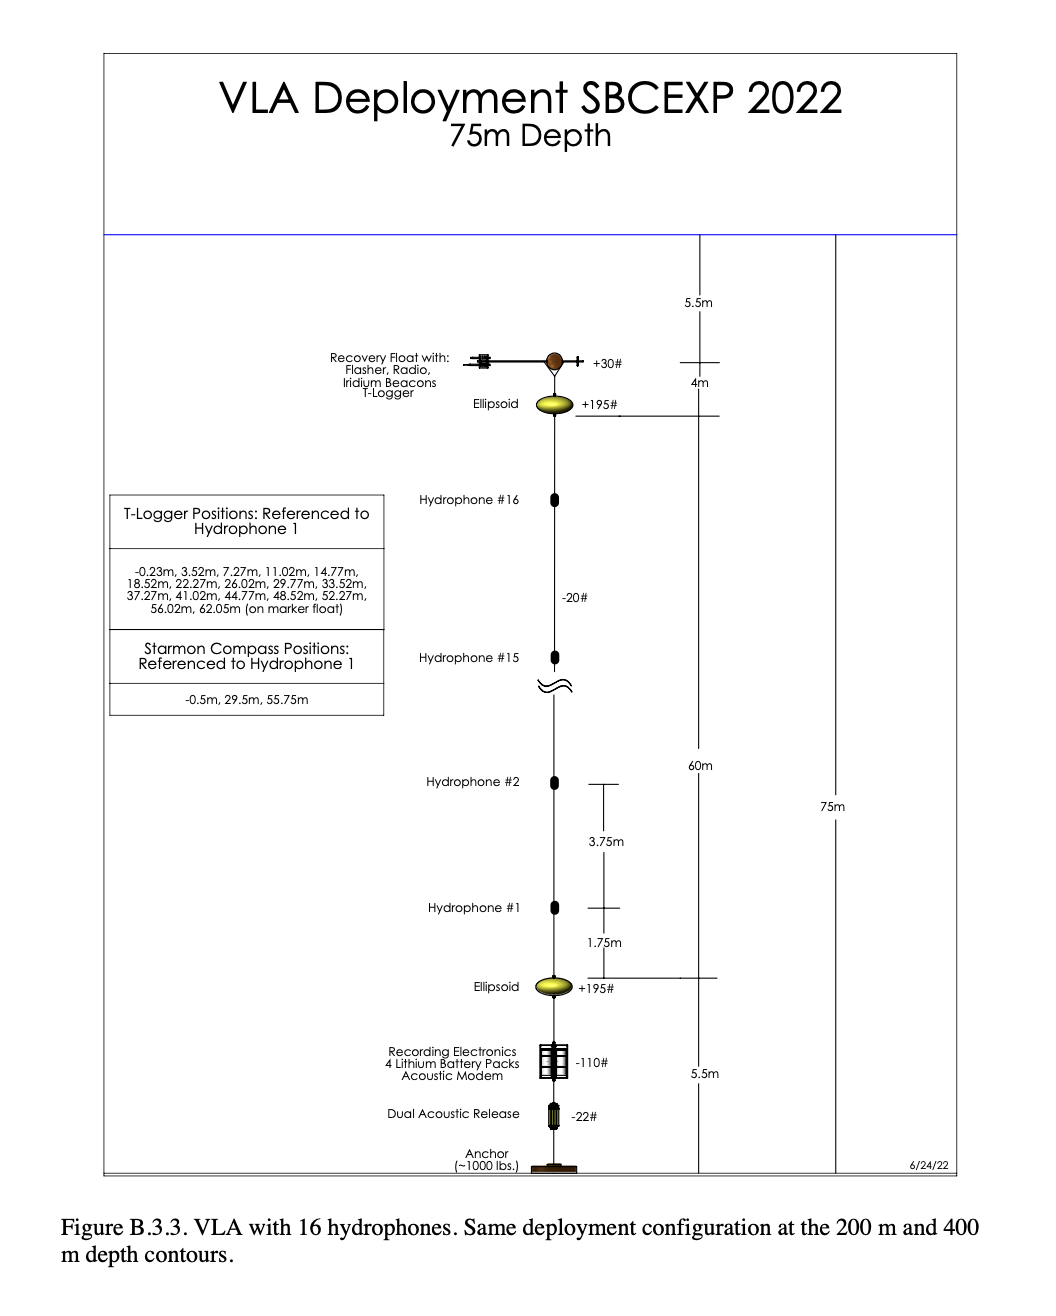 VLA Deployment SBCEXP 2022
75m Depth
5.5m
Recovery Float with:
Flasher, Radio,
Iridium Beacons
T-Logger
+30#
4m
Ellipsoid
+195#
Hydrophone #16
T-Logger Positions: Referenced to
Hydrophone 1
-0.23m, 3.52m, 7.27m, 11.02m, 14.77m,
18.52m, 22.27m, 26.02m, 29.77m, 33.52m,
37.27m, 41.02m, 44.77m, 48.52m, 52.27m,
56.02m, 62.05m (on marker float)
Starmon Compass Positions:
Referenced to Hydrophone 1
-0.5m, 29.5m, 55.75m
-20#
Hydrophone #15
60m
Hydrophone #2
75m
3.75m
Hydrophone #1
1.75m
Ellipsoid
+195#
Recording Electronics
4 Lithium Battery Packs
Acoustic Modem
-110#
5.5m
Dual Acoustic Release
-22#
Anchor
(~1000 lbs.)
6/24/22
Figure B.3.3. VLA with 16 hydrophones. Same deployment configuration at the 200 m and 400
m depth contours.